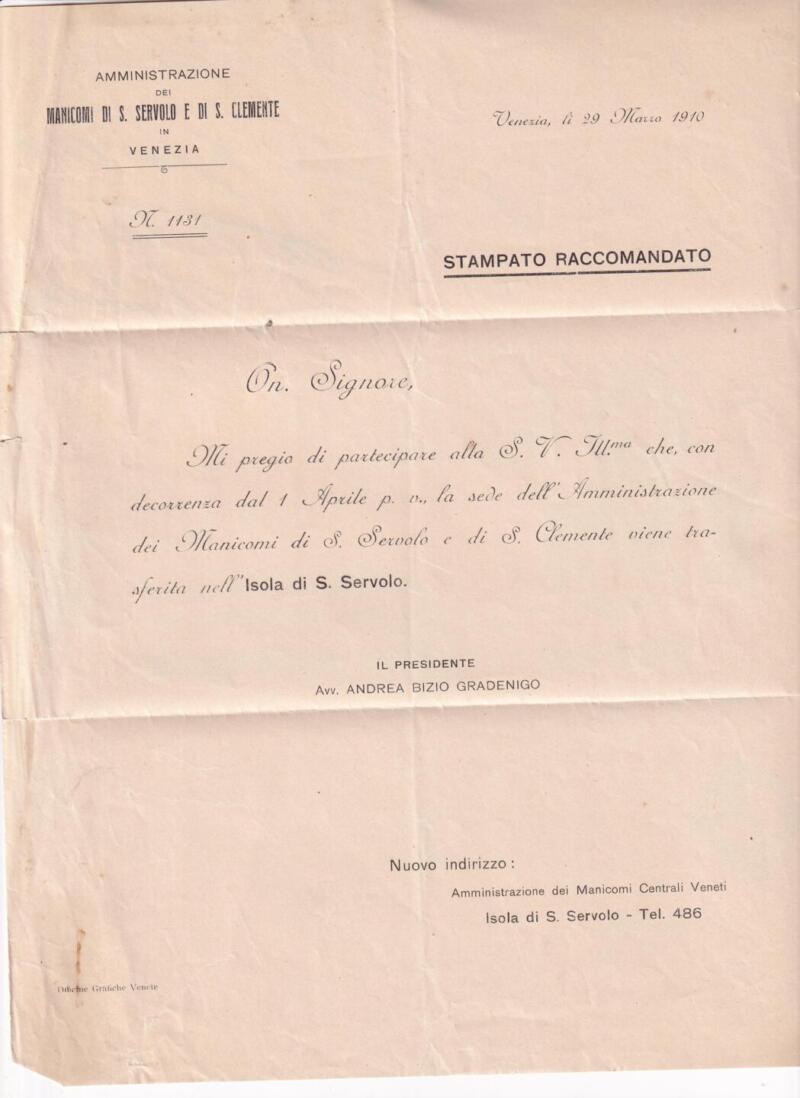 AMMINISTRAZIONE
DEI
MANICOMI DI S. SERVOLO E DI S. CLEMENTE
IN
VENEZIA
Venezia, lì 29 Marzo 1910
N. 1131
STAMPATO RACCOMANDATO
On. Signore,
Mi pregio di partecipare alla S. V. Ill.ma che, con
decorrenza dal 1 Aprile p. v., la sede dell'Amministrazione
dei Manicomi di S. Servolo e di S. Clemente viene tra-
sferita nell'Isola di S. Servolo.
IL PRESIDENTE
Avv. ANDREA BIZIO GRADENIGO
Nuovo indirizzo :
Amministrazione dei Manicomi Centrali Veneti
Isola di S. Servolo - Tel. 486
Officine Grafiche Venete